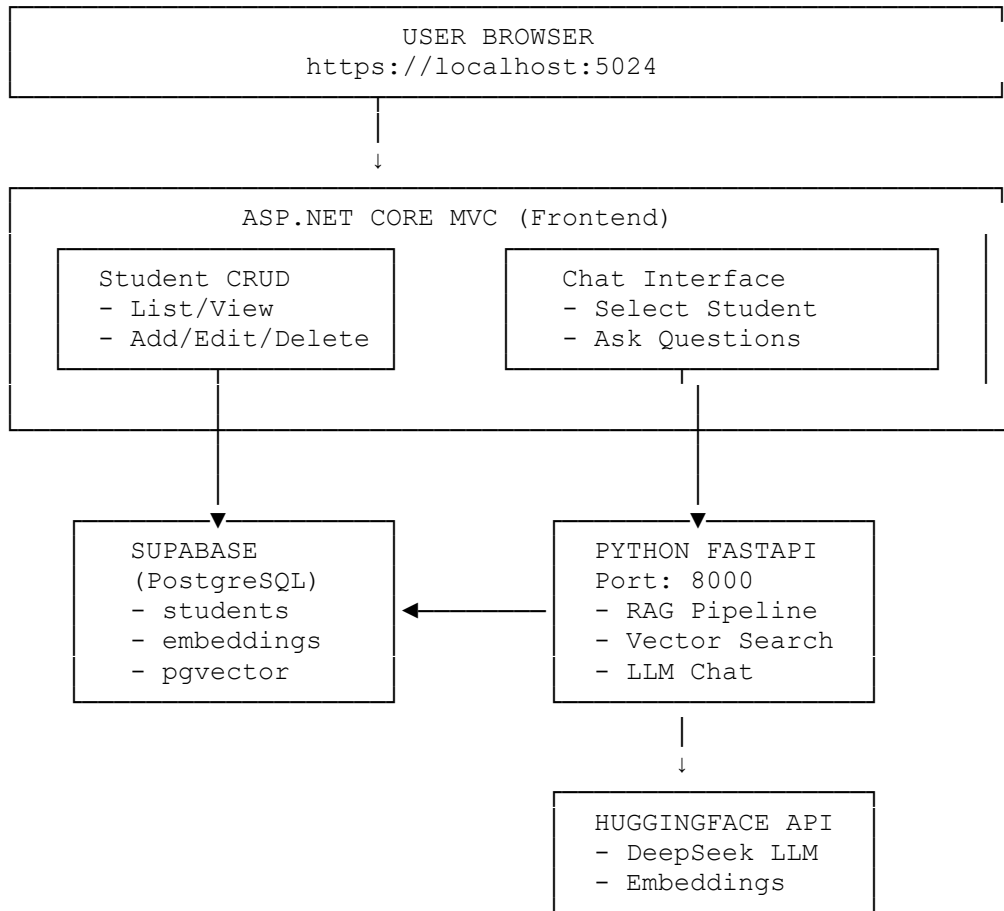 USER BROWSER
https://localhost:5024
ASP.NET CORE MVC (Frontend)
Student CRUD
- List/View
- Add/Edit/Delete
Chat Interface
- Select Student
- Ask Questions
SUPABASE
(PostgreSQL)
- students
- embeddings
- pgvector
PYTHON FASTAPI
Port: 8000
- RAG Pipeline
- Vector Search
- LLM Chat
HUGGINGFACE API
- DeepSeek LLM
- Embeddings